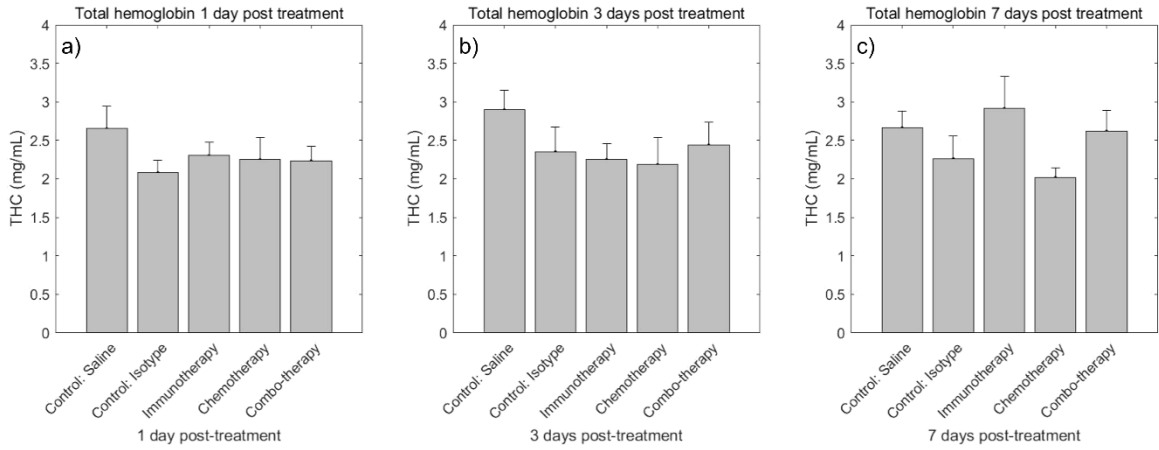 Total hemoglobin 1 day post treatment
a)
4
3.5
3
2.5
2
1.5
1
0.5
0
THC (mg/mL)
Control: Saline
Control: Isotype
Immunotherapy
Chemotherapy
Combo-therapy
1 day post-treatment
Total hemoglobin 3 days post treatment
b)
4
3.5
3
2.5
2
1.5
1
0.5
0
THC (mg/mL)
Control: Saline
Control: Isotype
Immunotherapy
Chemotherapy
Combo-therapy
3 days post-treatment
Total hemoglobin 7 days post treatment
c)
4
3.5
3
2.5
2
1.5
1
0.5
0
THC (mg/mL)
Control: Saline
Control: Isotype
Immunotherapy
Chemotherapy
Combo-therapy
7 days post-treatment